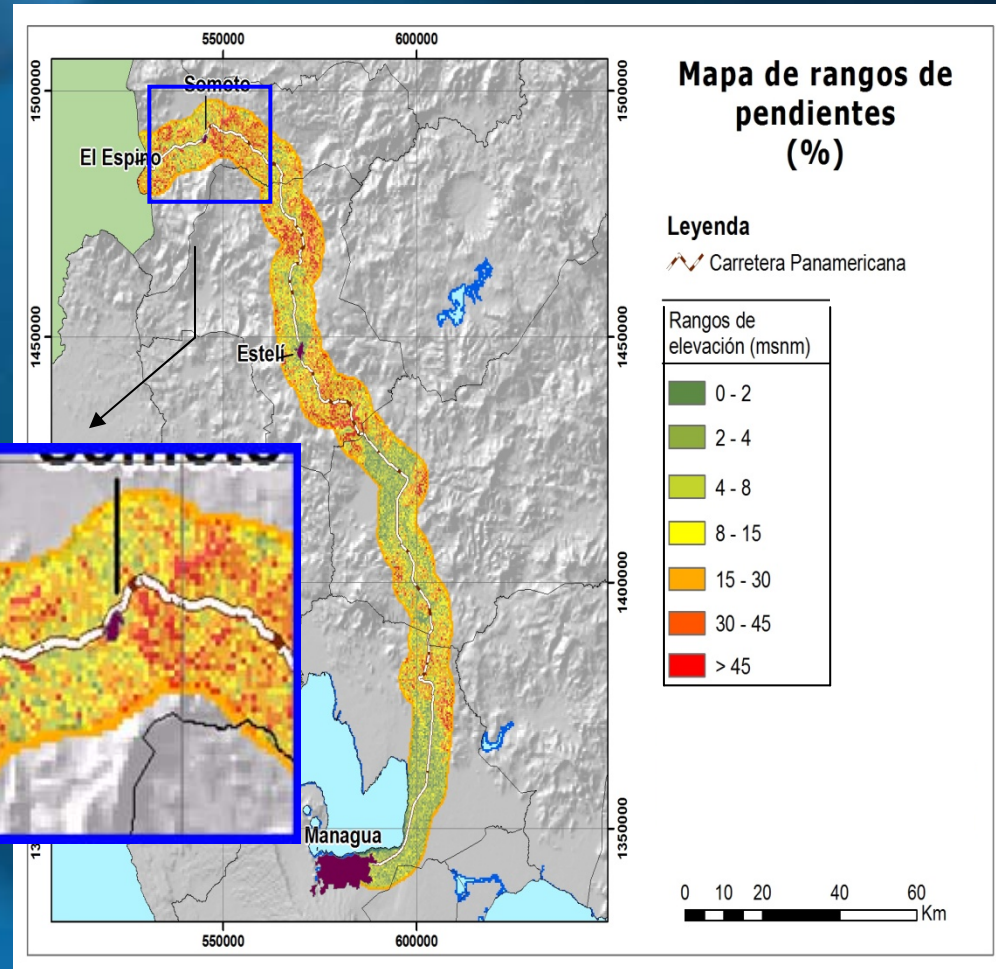 550000
600000
1500000
1500000
Somoto
El Espino
1450000
1450000
Estelí
1400000
1400000
Somoto
Managua
1350000
550000
600000
Mapa de rangos de
pendientes
(%)
Leyenda
Carretera Panamericana
Rangos de
elevación (msnm)
0 - 2
2 - 4
4 - 8
8 - 15
15 - 30
30 - 45
> 45
0 10 20 40 60
Km